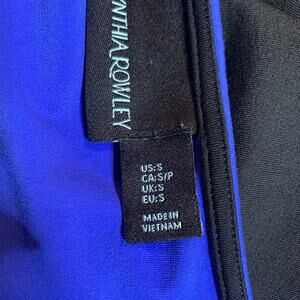 NTHIA ROWLEY
US:S
CA:S/P
UK:S
EU:S
MADE IN
VIETNAM